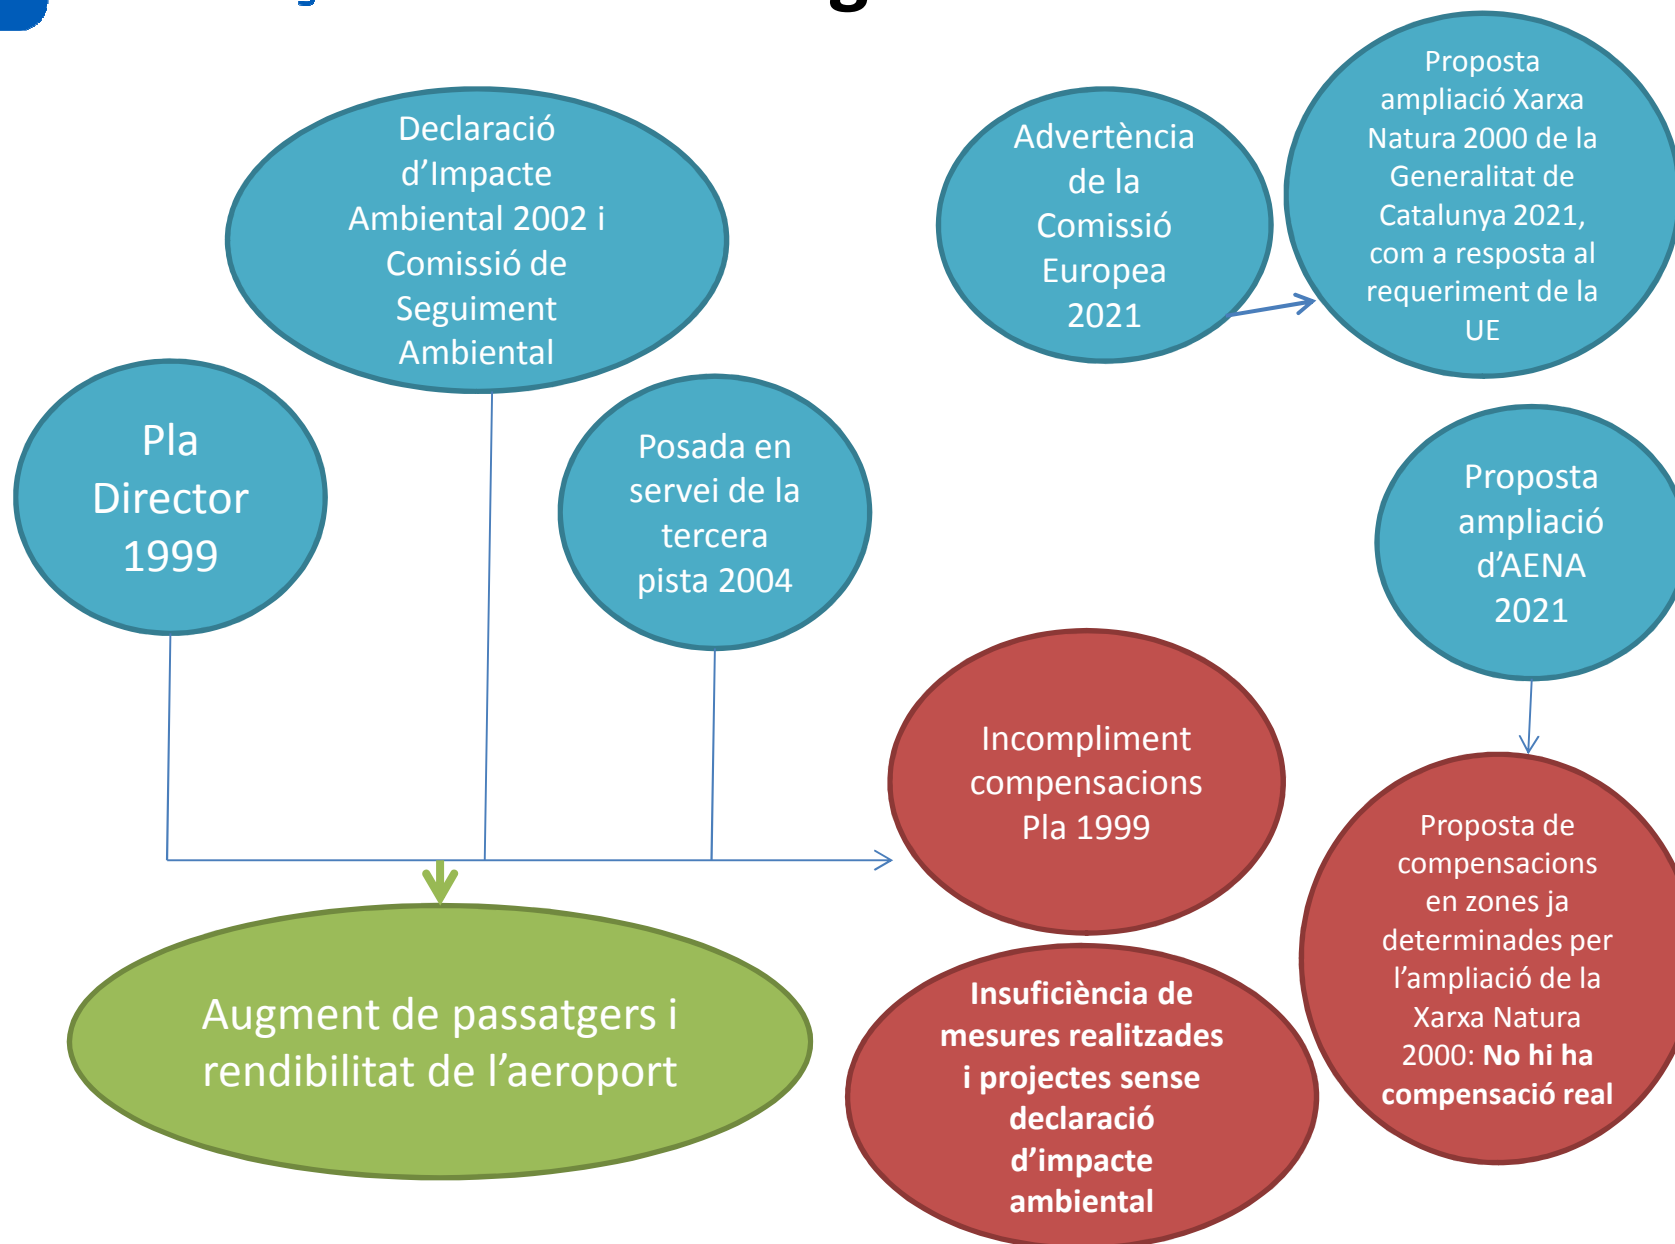 Declaració
d’Impacte
Ambiental 2002 i
Comissió de
Seguiment
Ambiental
Advertència
de la
Comissió
Europea
2021
Proposta
ampliació Xarxa
Natura 2000 de la
Generalitat de
Catalunya 2021,
com a resposta al
requeriment de la
UE
Pla
Director
1999
Posada en
servei de la
tercera
pista 2004
Proposta
ampliació
d’AENA
2021
Incompliment
compensacions
Pla 1999
Proposta de
compensacions
en zones ja
determinades per
l’ampliació de la
Xarxa Natura
2000: No hi ha
compensació real
Augment de passatgers i
rendibilitat de l’aeroport
Insuficiència de
mesures realitzades
i projectes sense
declaració
d’impacte
ambiental